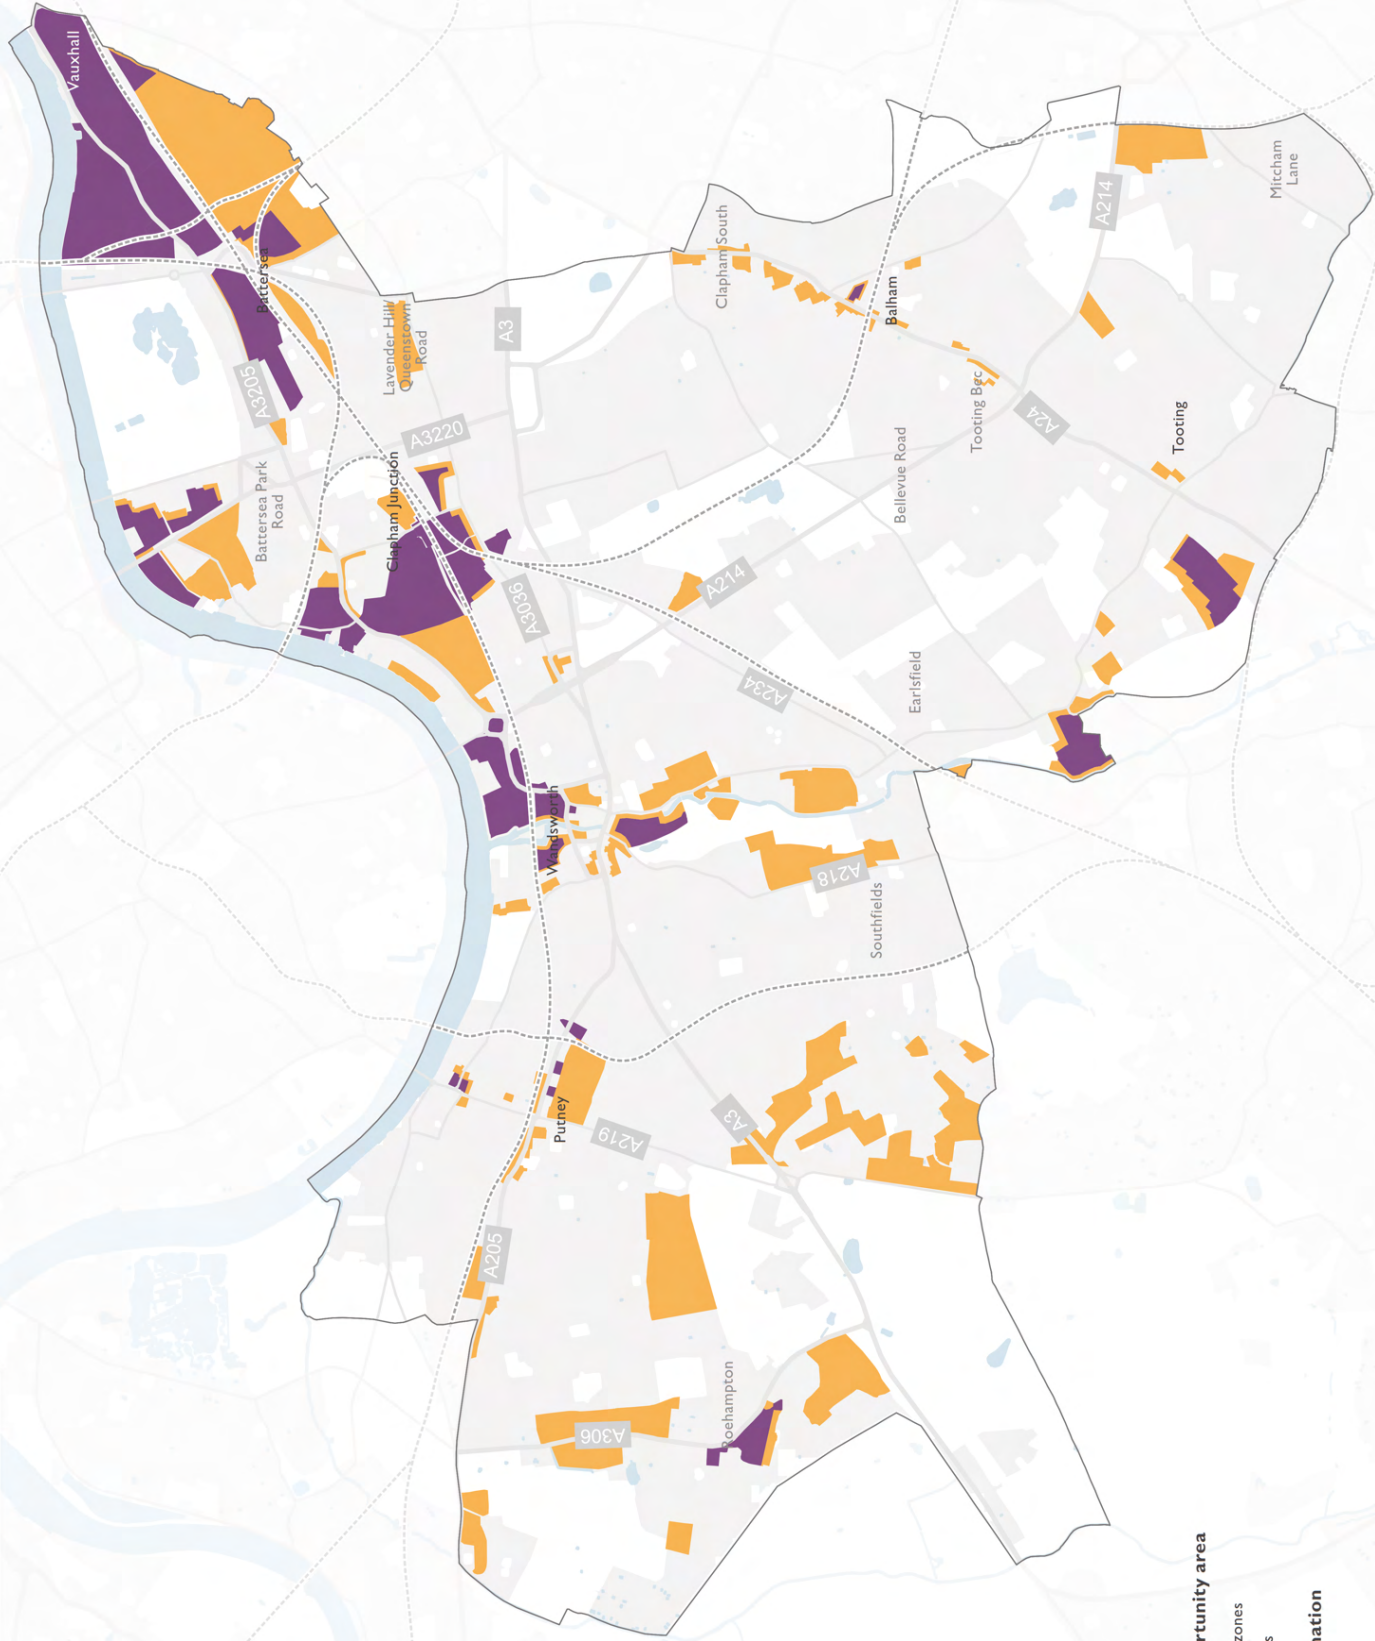 Vauxhall
Battersea
A3205
Battersea Park
Road
Lavender Hill/
Queenstown
Road
A3220
Clapham Junction
A3
A3036
Clapham South
Balham
A214
Mitcham
Lane
Tooting Bec
A24
Tooting
Bellevue Road
A214
A234
Earlsfield
Wandsworth
A218
Southfields
Putney
A219
A3
A205
A306
Roehampton
rtunity area
zones
s
nation